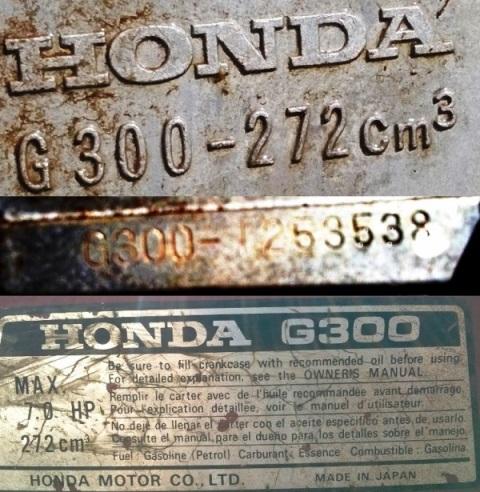 HONDA
G300-272cm³
G300-1253538
HONDA G300
MAX.
7.0 HP
272cm³
Be sure to fill crankcase with recommended oil before using.
For detailed explanation, see the OWNER'S MANUAL.
Remplir le carter avec de l'huile recommandée avant démarrage.
Pour l'explication détaillée, voir le manuel d'utilisateur.
No deje de llenar el cárter con el aceite especifico antes de usarlo.
Consulte el manual para el dueño para los detalles sobre el manejo.
Fuel: Gasoline (Petrol) Carburant: Essence Combustible: Gasolina
HONDA MOTOR CO., LTD. MADE IN JAPAN